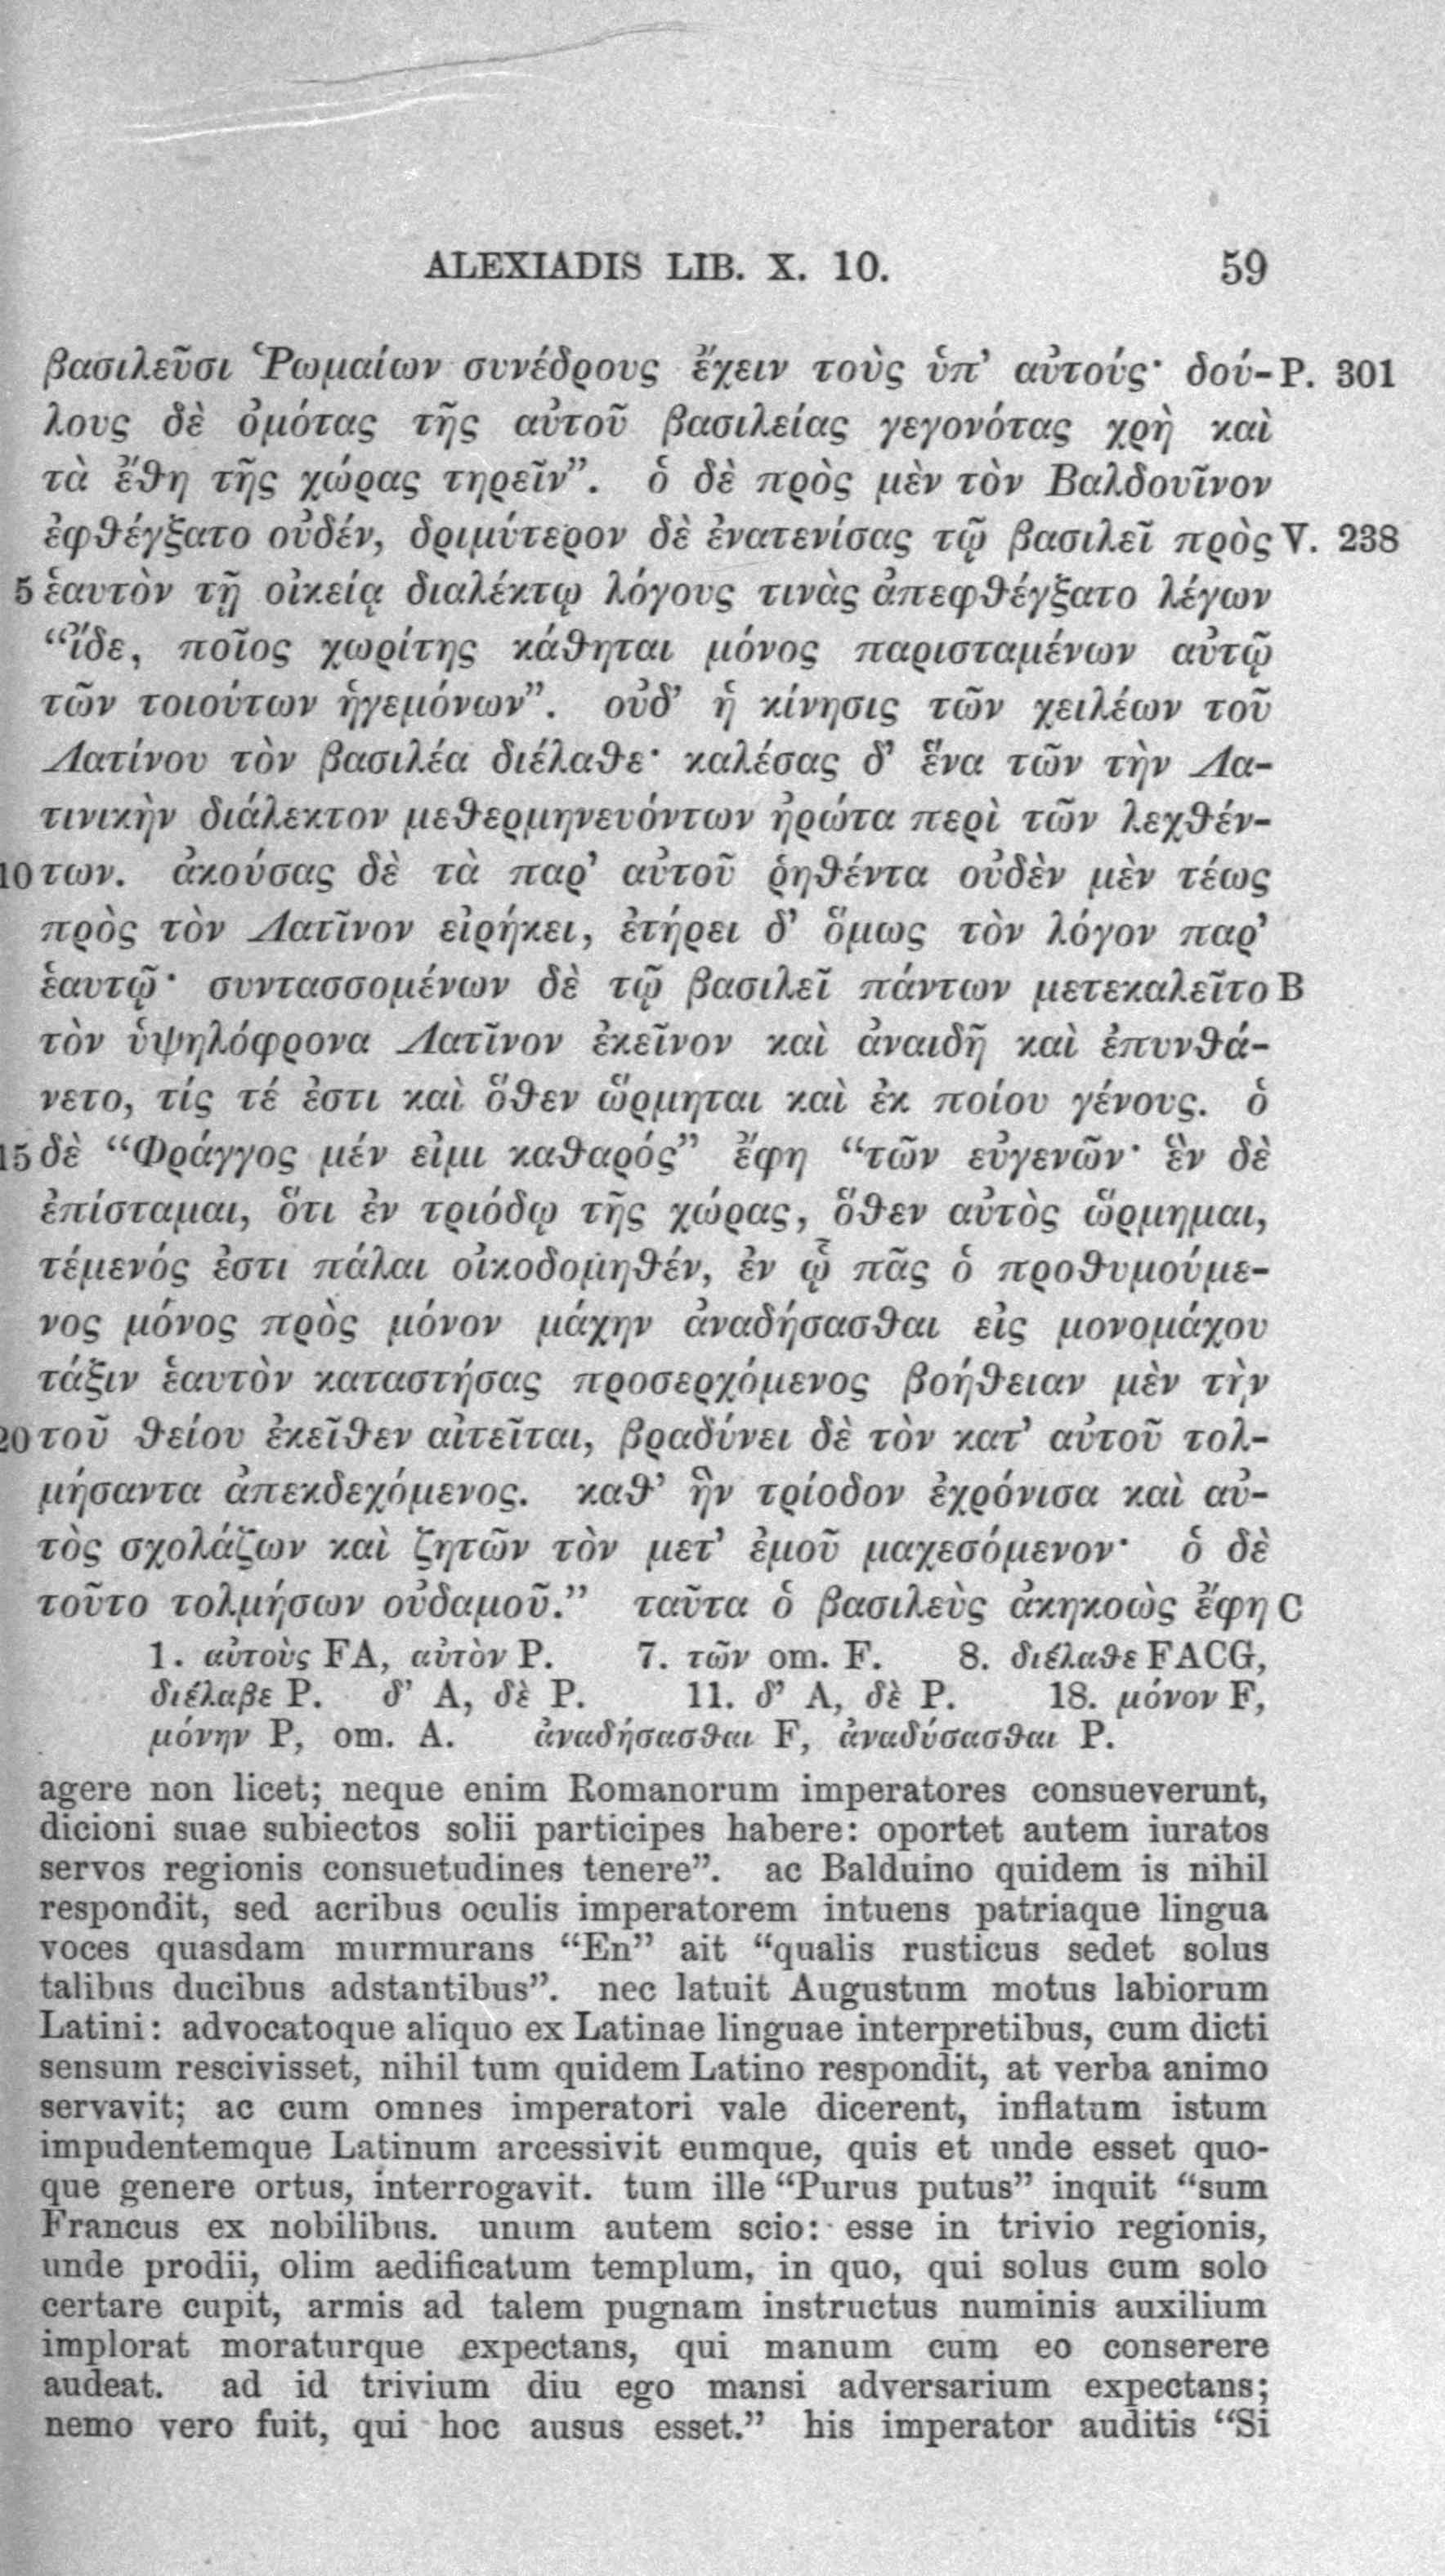 ALEXIADIS LIB. X. 10. 59
βασιλεῦσι Ῥωμαίων συνέδρους ἔχειν τοὺς ὑπ’ αὐτούς· δού- P. 301
λους δὲ ὀμότας τῆς αὐτοῦ βασιλείας γεγονότας χρὴ καὶ
τὰ ἔθη τῆς χώρας τηρεῖν”. ὁ δὲ πρὸς μὲν τὸν Βαλδουῖνον
ἐφθέγξατο οὐδέν, δριμύτερον δὲ ἐνατενίσας τῷ βασιλεῖ πρὸς V. 238
5 ἑαυτὸν τῇ οἰκείᾳ διαλέκτῳ λόγους τινὰς ἀπεφθέγξατο λέγων
“ἴδε, ποῖος χωρίτης κάθηται μόνος παρισταμένων αὐτῷ
τῶν τοιούτων ἡγεμόνων”. οὐδ’ ἡ κίνησις τῶν χειλέων τοῦ
Λατίνου τὸν βασιλέα διέλαθε· καλέσας δ’ ἕνα τῶν τὴν Λα-
τινικὴν διάλεκτον μεθερμηνευόντων ἠρώτα περὶ τῶν λεχθέν-
10 των. ἀκούσας δὲ τὰ παρ’ αὐτοῦ ῥηθέντα οὐδὲν μὲν τέως
πρὸς τὸν Λατῖνον εἰρήκει, ἐτήρει δ’ ὅμως τὸν λόγον παρ’
ἑαυτῷ· συντασσομένων δὲ τῷ βασιλεῖ πάντων μετεκαλεῖτο B
τὸν ὑψηλόφρονα Λατῖνον ἐκεῖνον καὶ ἀναιδῆ καὶ ἐπυνθά-
νετο, τίς τέ ἐστι καὶ ὅθεν ὥρμηται καὶ ἐκ ποίου γένους. ὁ
15 δὲ “Φράγγος μέν εἰμι καθαρός” ἔφη “τῶν εὐγενῶν· ἓν δὲ
ἐπίσταμαι, ὅτι ἐν τριόδῳ τῆς χώρας, ὅθεν αὐτὸς ὥρμημαι,
τέμενός ἐστι πάλαι οἰκοδομηθέν, ἐν ᾧ πᾶς ὁ προθυμούμε-
νος μόνος πρὸς μόνον μάχην ἀναδήσασθαι εἰς μονομάχου
τάξιν ἑαυτὸν καταστήσας προσερχόμενος βοήθειαν μὲν τὴν
20 τοῦ θείου ἐκεῖθεν αἰτεῖται, βραδύνει δὲ τὸν κατ’ αὐτοῦ τολ-
μήσαντα ἀπεκδεχόμενος. καθ’ ἣν τρίοδον ἐχρόνισα καὶ αὐ-
τὸς σχολάζων καὶ ζητῶν τὸν μετ’ ἐμοῦ μαχεσόμενον· ὁ δὲ
τοῦτο τολμήσων οὐδαμοῦ.” ταῦτα ὁ βασιλεὺς ἀκηκοὼς ἔφη C
1. αὐτοὺς FA, αὐτὸν P. 7. τῶν om. F. 8. διέλαθε FACG,
διέλαβε P. δ’ A, δὲ P. 11. δ’ A, δὲ P. 18. μόνον F,
μόνην P, om. A. ἀναδήσασθαι F, ἀναδύσασθαι P.
agere non licet; neque enim Romanorum imperatores consueverunt,
dicioni suae subiectos solii participes habere: oportet autem iuratos
servos regionis consuetudines tenere”. ac Balduino quidem is nihil
respondit, sed acribus oculis imperatorem intuens patriaque lingua
voces quasdam murmurans “En” ait “qualis rusticus sedet solus
talibus ducibus adstantibus”. nec latuit Augustum motus labiorum
Latini: advocatoque aliquo ex Latinae linguae interpretibus, cum dicti
sensum rescivisset, nihil tum quidem Latino respondit, at verba animo
servavit; ac cum omnes imperatori vale dicerent, inflatum istum
impudentemque Latinum arcessivit eumque, quis et unde esset quo-
que genere ortus, interrogavit. tum ille “Purus putus” inquit “sum
Francus ex nobilibus. unum autem scio: esse in trivio regionis,
unde prodii, olim aedificatum templum, in quo, qui solus cum solo
certare cupit, armis ad talem pugnam instructus numinis auxilium
implorat moraturque expectans, qui manum cum eo conserere
audeat. ad id trivium diu ego mansi adversarium expectans;
nemo vero fuit, qui hoc ausus esset.” his imperator auditis “Si